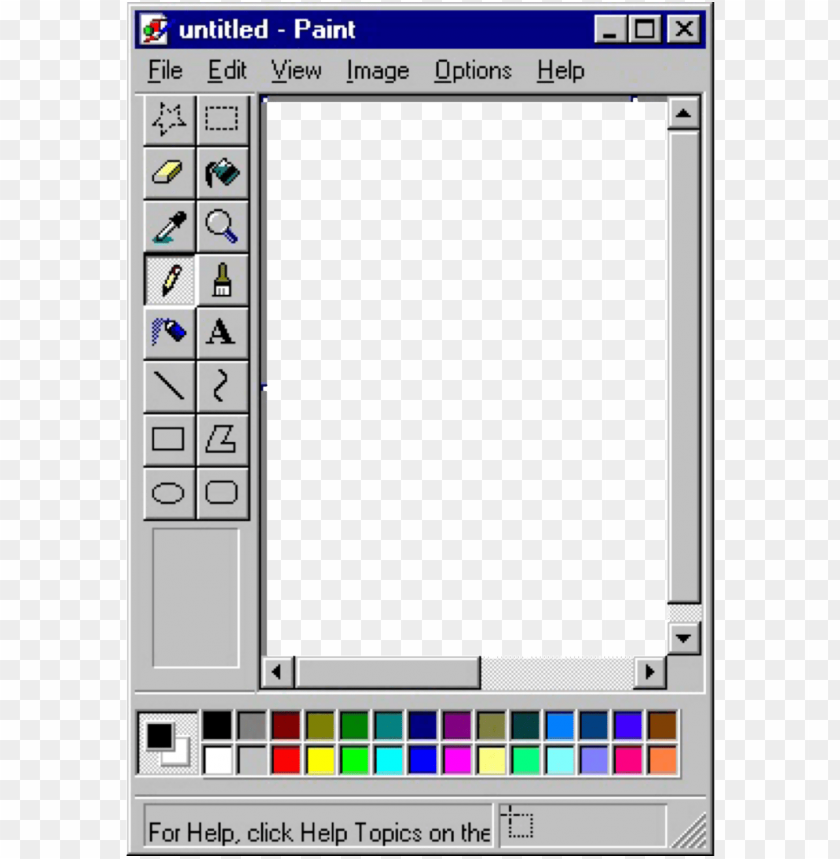 untitled - Paint
File Edit View Image Options Help
A
For Help, click Help Topics on the